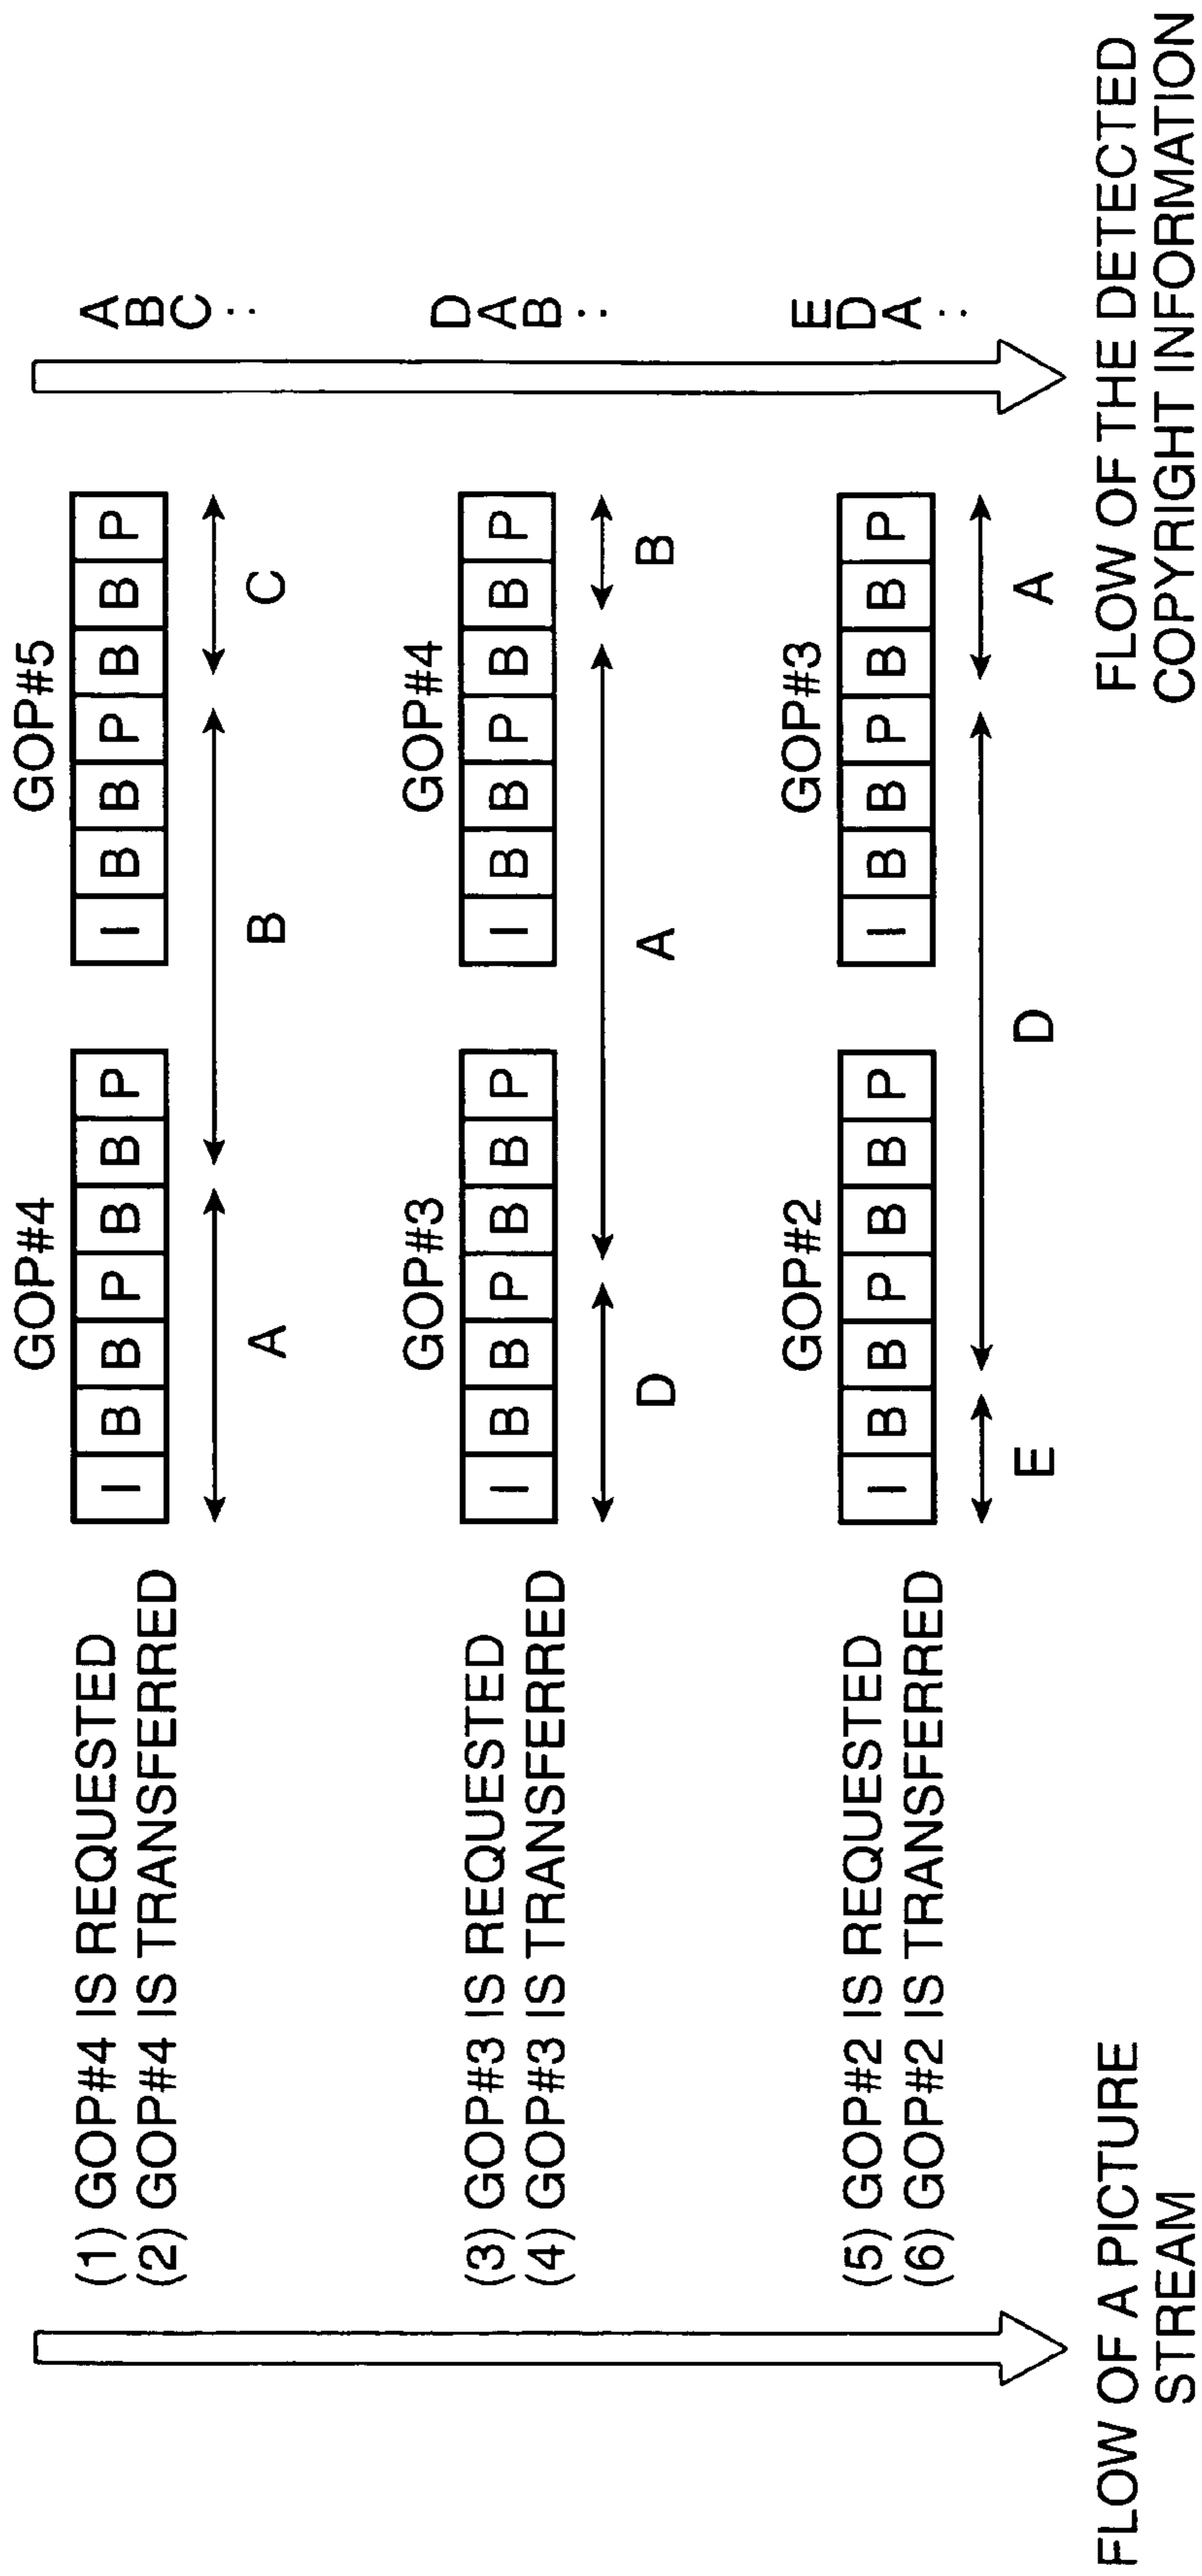 (1) GOP#4 IS REQUESTED
(2) GOP#4 IS TRANSFERRED
GOP#4
I B B P B B P
GOP#5
I B B P B B P
A
B
C
A
B
C
:
(3) GOP#3 IS REQUESTED
(4) GOP#3 IS TRANSFERRED
GOP#3
I B B P B B P
GOP#4
I B B P B B P
D
A
B
D
A
B
:
(5) GOP#2 IS REQUESTED
(6) GOP#2 IS TRANSFERRED
GOP#2
I B B P B B P
GOP#3
I B B P B B P
E
D
A
E
D
A
:
FLOW OF A PICTURE
STREAM
FLOW OF THE DETECTED
COPYRIGHT INFORMATION